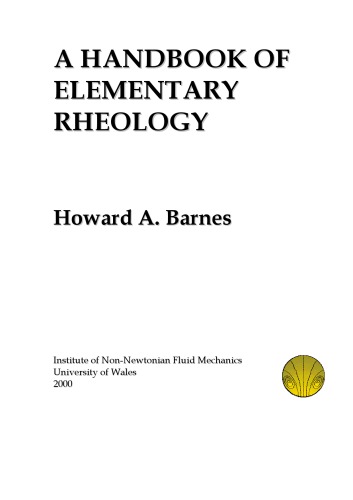 A HANDBOOK OF
ELEMENTARY
RHEOLOGY
Howard A. Barnes
Institute of Non-Newtonian Fluid Mechanics
University of Wales
2000